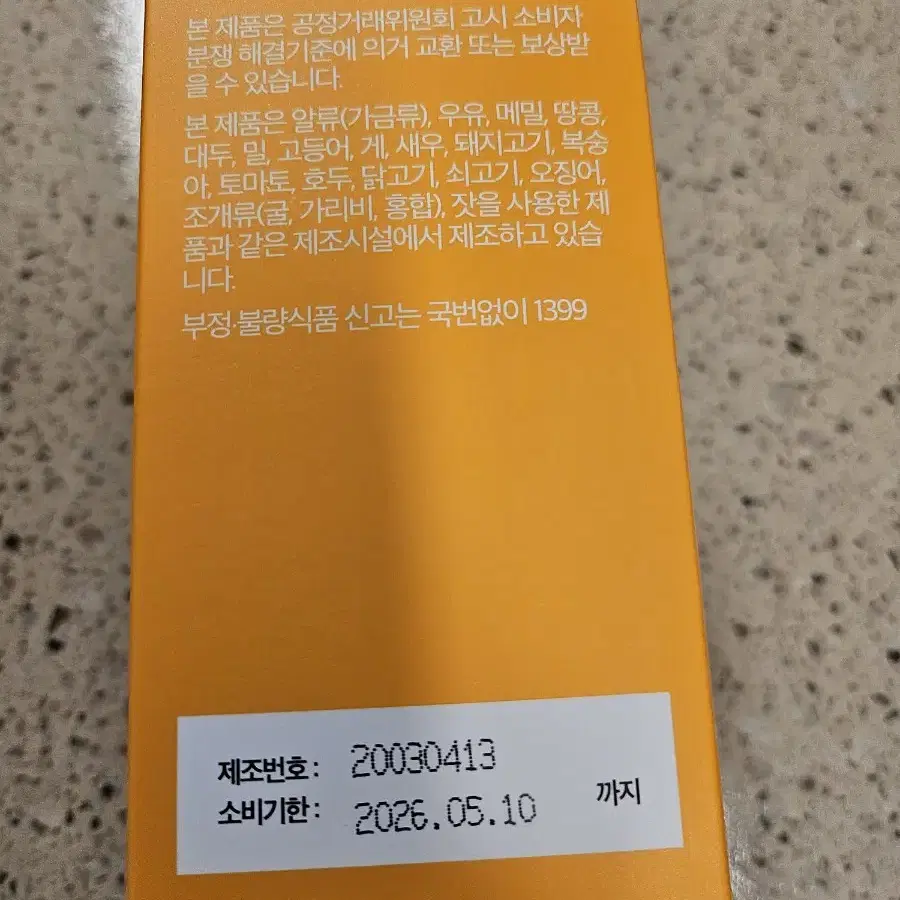 본 제품은 공정거래위원회 고시 소비자
분쟁 해결기준에 의거 교환 또는 보상받
을 수 있습니다.
본 제품은 알류(가금류), 우유, 메밀, 땅콩,
대두, 밀, 고등어, 게, 새우, 돼지고기, 복숭
아, 토마토, 호두, 닭고기, 쇠고기, 오징어,
조개류(굴, 가리비, 홍합), 잣을 사용한 제
품과 같은 제조시설에서 제조하고 있습
니다.
부정·불량식품 신고는 국번없이 1399
제조번호 : 20030413
소비기한 : 2026.05.10 까지